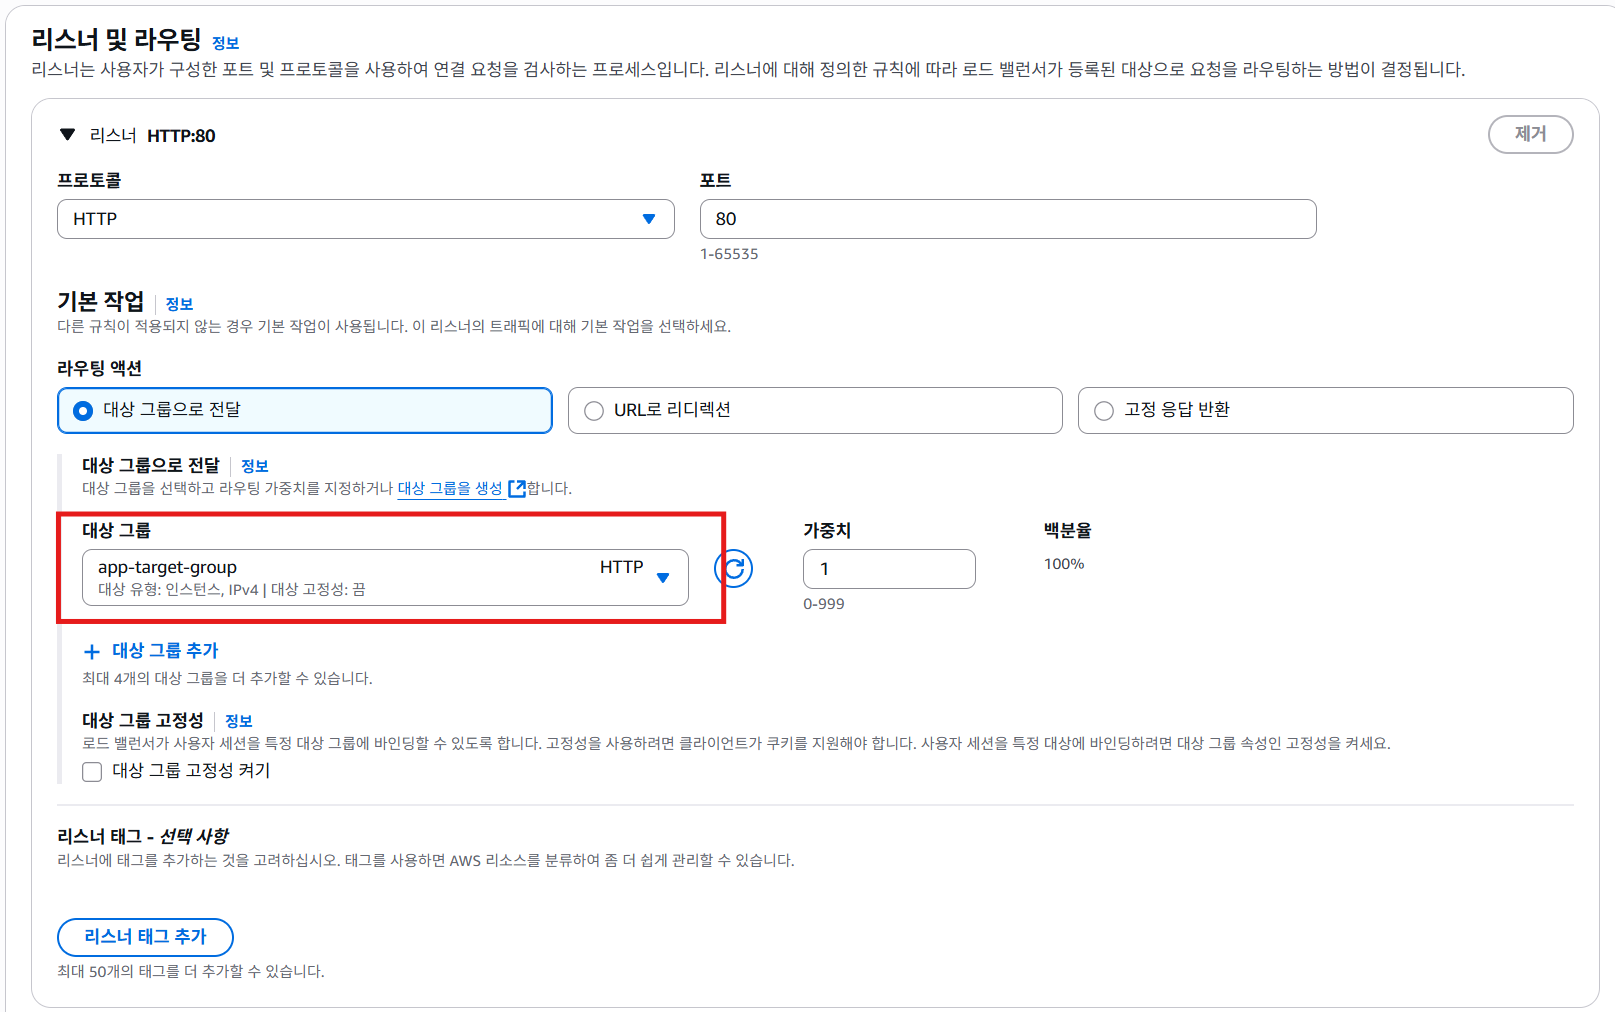 리스너 및 라우팅 정보
리스너는 사용자가 구성한 포트 및 프로토콜을 사용하여 연결 요청을 검사하는 프로세스입니다. 리스너에 대해 정의한 규칙에 따라 로드 밸런서가 등록된 대상으로 요청을 라우팅하는 방법이 결정됩니다.
리스너 HTTP:80
제거
프로토콜
포트
HTTP
80
1-65535
기본 작업 정보
다른 규칙이 적용되지 않는 경우 기본 작업이 사용됩니다. 이 리스너의 트래픽에 대해 기본 작업을 선택하세요.
라우팅 액션
대상 그룹으로 전달
URL로 리디렉션
고정 응답 반환
대상 그룹으로 전달 정보
대상 그룹을 선택하고 라우팅 가중치를 지정하거나 대상 그룹을 생성 합니다.
대상 그룹
가중치
백분율
app-target-group HTTP
대상 유형: 인스턴스, IPv4 | 대상 고정성: 끔
1
100%
0-999
+ 대상 그룹 추가
최대 4개의 대상 그룹을 더 추가할 수 있습니다.
대상 그룹 고정성 정보
로드 밸런서가 사용자 세션을 특정 대상 그룹에 바인딩할 수 있도록 합니다. 고정성을 사용하려면 클라이언트가 쿠키를 지원해야 합니다. 사용자 세션을 특정 대상에 바인딩하려면 대상 그룹 속성인 고정성을 켜세요.
대상 그룹 고정성 켜기
리스너 태그 - 선택 사항
리스너에 태그를 추가하는 것을 고려하십시오. 태그를 사용하면 AWS 리소스를 분류하여 좀 더 쉽게 관리할 수 있습니다.
리스너 태그 추가
최대 50개의 태그를 더 추가할 수 있습니다.